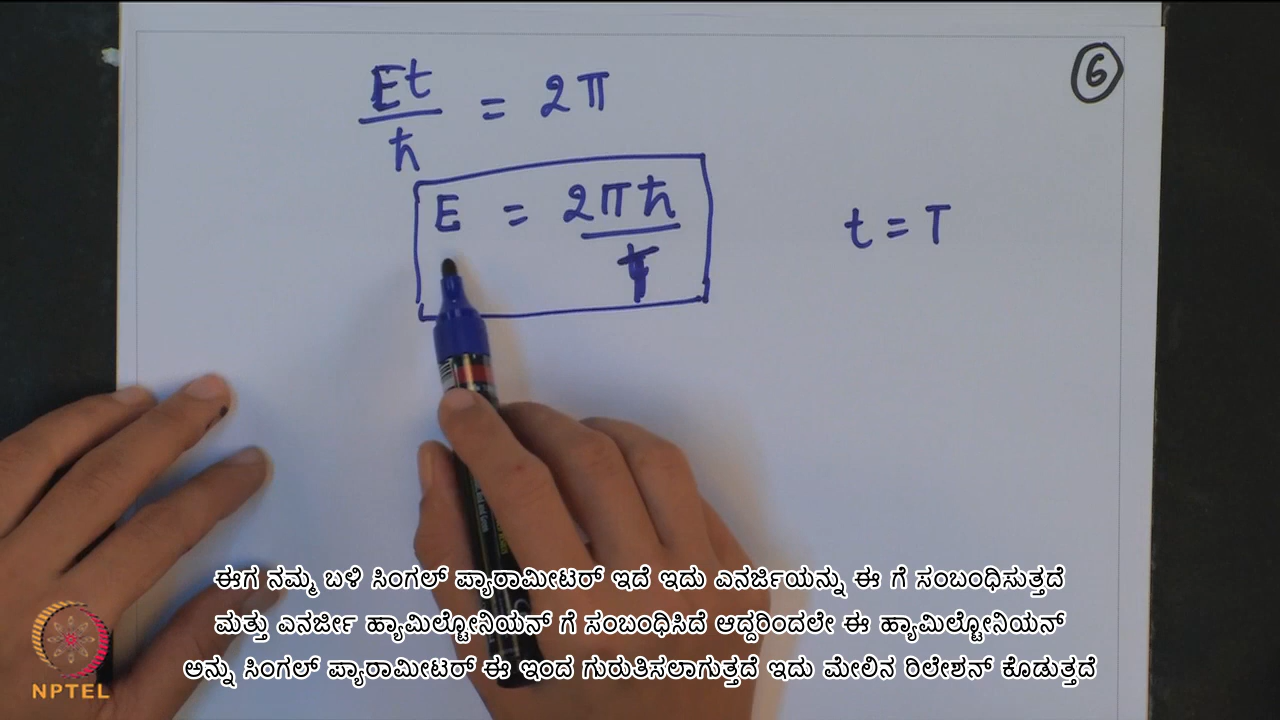 6
Et/ħ = 2π
E = 2πħ/T
t = T
ಈಗ ನಮ್ಮ ಬಳಿ ಸಿಂಗಲ್ ಪ್ಯಾರಾಮೀಟರ್ ಇದೆ ಇದು ಎನರ್ಜಿಯನ್ನು ಈ ಗೆ ಸಂಬಂಧಿಸುತ್ತದೆ
ಮತ್ತು ಎನರ್ಜೀ ಹ್ಯಾಮಿಲ್ಟೋನಿಯನ್ ಗೆ ಸಂಬಂಧಿಸಿದೆ ಆದ್ದರಿಂದಲೇ ಈ ಹ್ಯಾಮಿಲ್ಟೋನಿಯನ್
ಅನ್ನು ಸಿಂಗಲ್ ಪ್ಯಾರಾಮೀಟರ್ ಈ ಇಂದ ಗುರುತಿಸಲಾಗುತ್ತದೆ ಇದು ಮೇಲಿನ ರಿಲೇಶನ್ ಕೊಡುತ್ತದೆ
NPTEL